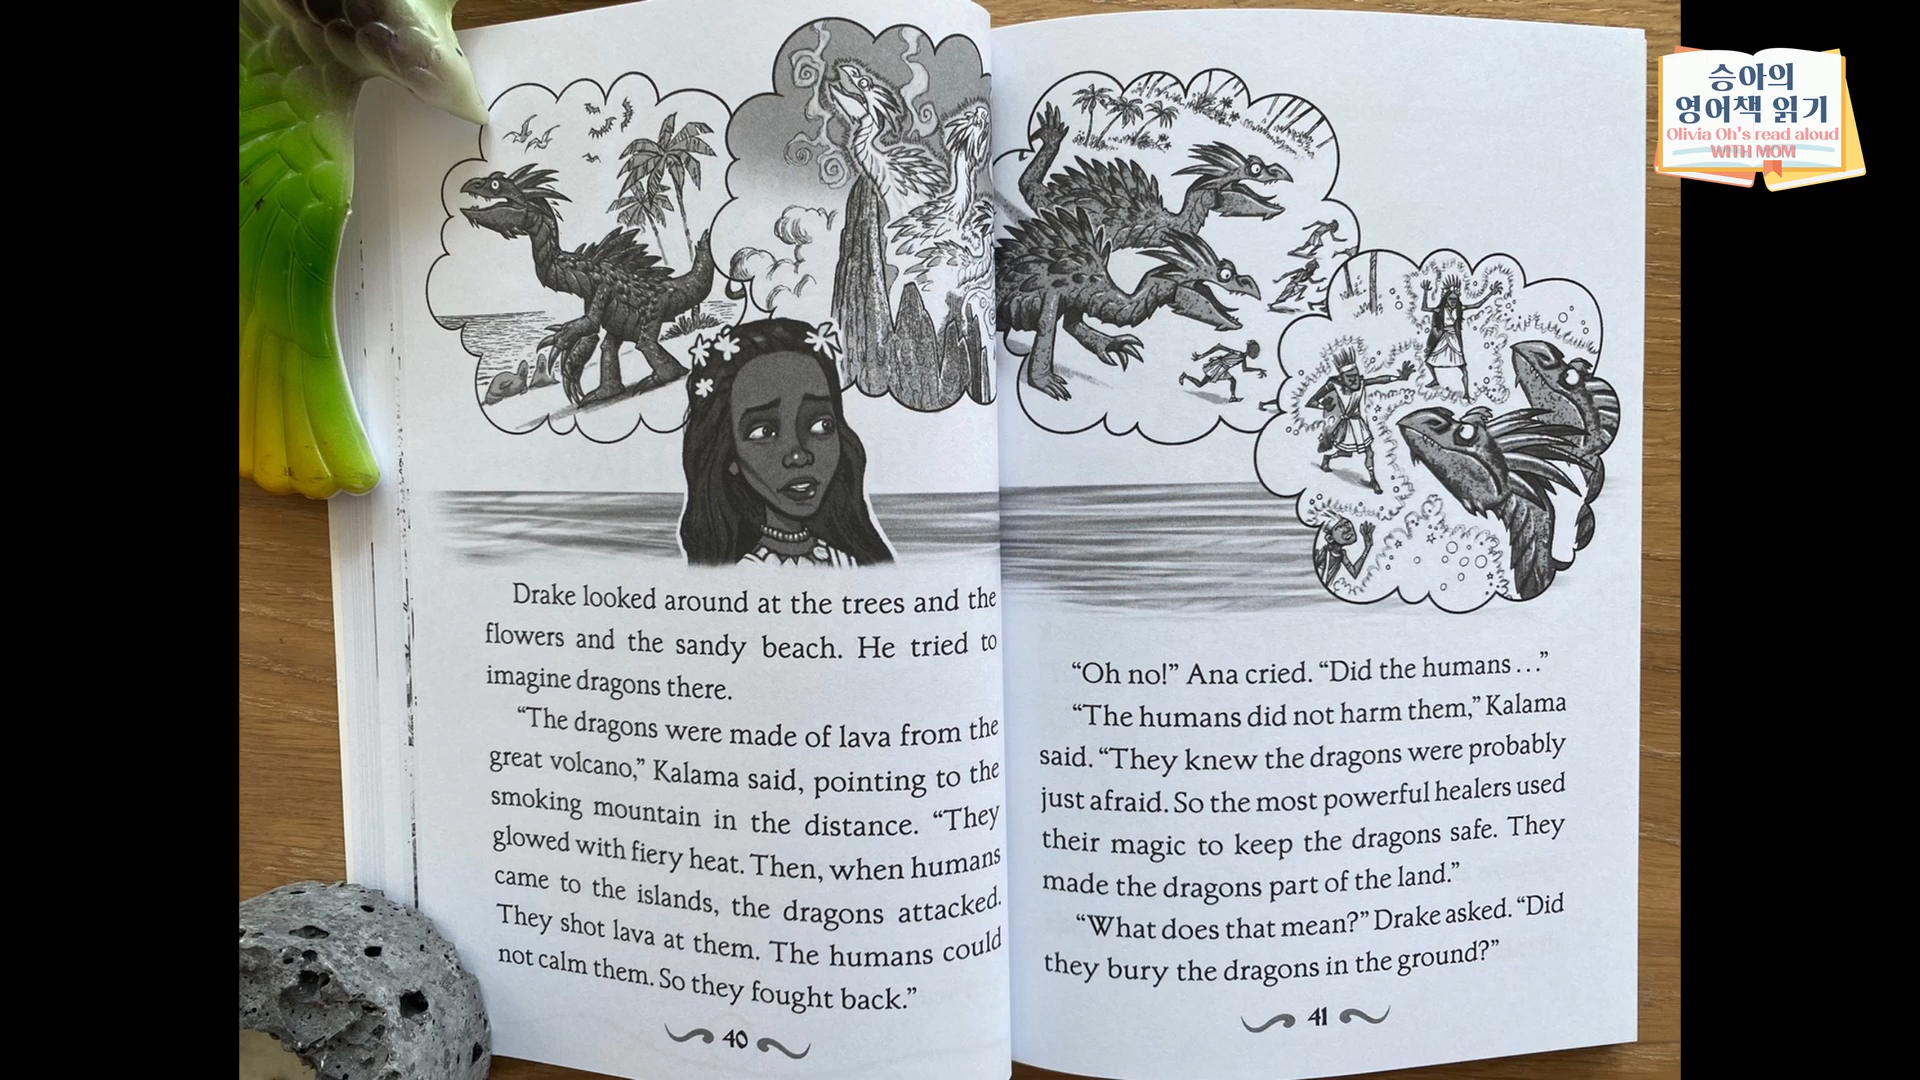 Drake looked around at the trees and the
flowers and the sandy beach. He tried to
imagine dragons there.
“The dragons were made of lava from the
great volcano,” Kalama said, pointing to the
smoking mountain in the distance. “They
glowed with fiery heat. Then, when humans
came to the islands, the dragons attacked.
They shot lava at them. The humans could
not calm them. So they fought back.”
40
“Oh no!” Ana cried. “Did the humans . . .”
“The humans did not harm them,” Kalama
said. “They knew the dragons were probably
just afraid. So the most powerful healers used
their magic to keep the dragons safe. They
made the dragons part of the land.”
“What does that mean?” Drake asked. “Did
they bury the dragons in the ground?”
41
승아의
영어책 읽기
Olivia Oh's read aloud
WITH MOM